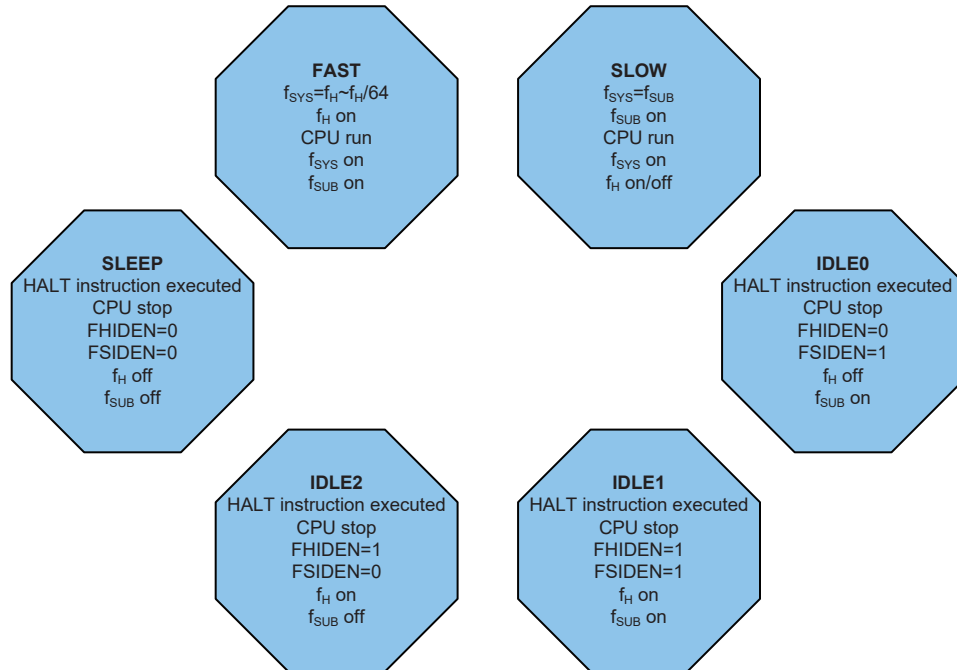 FAST
fSYS=fH~fH/64
fH on
CPU run
fSYS on
fSUB on
SLOW
fSYS=fSUB
fSUB on
CPU run
fSYS on
fH on/off
SLEEP
HALT instruction executed
CPU stop
FHIDEN=0
FSIDEN=0
fH off
fSUB off
IDLE0
HALT instruction executed
CPU stop
FHIDEN=0
FSIDEN=1
fH off
fSUB on
IDLE2
HALT instruction executed
CPU stop
FHIDEN=1
FSIDEN=0
fH on
fSUB off
IDLE1
HALT instruction executed
CPU stop
FHIDEN=1
FSIDEN=1
fH on
fSUB on